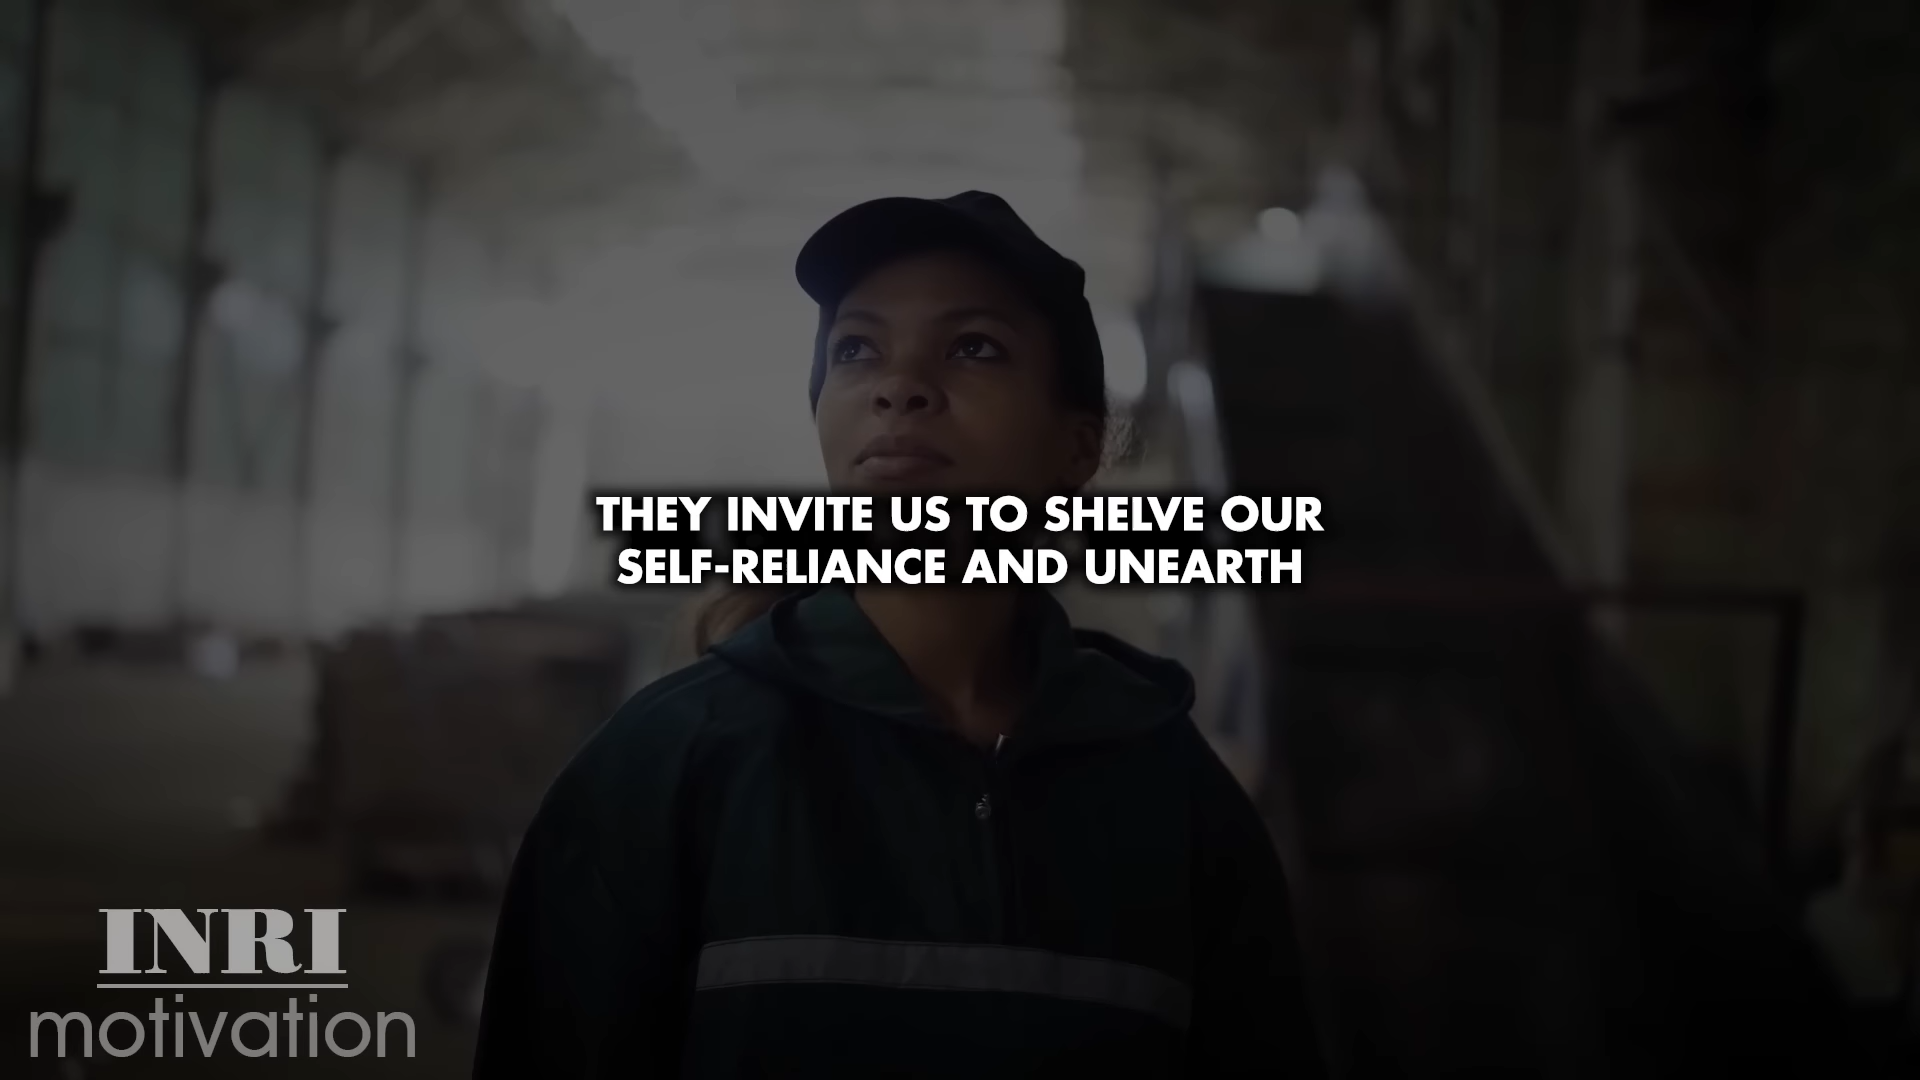 THEY INVITE US TO SHELVE OUR
SELF-RELIANCE AND UNEARTH
INRI
motivation